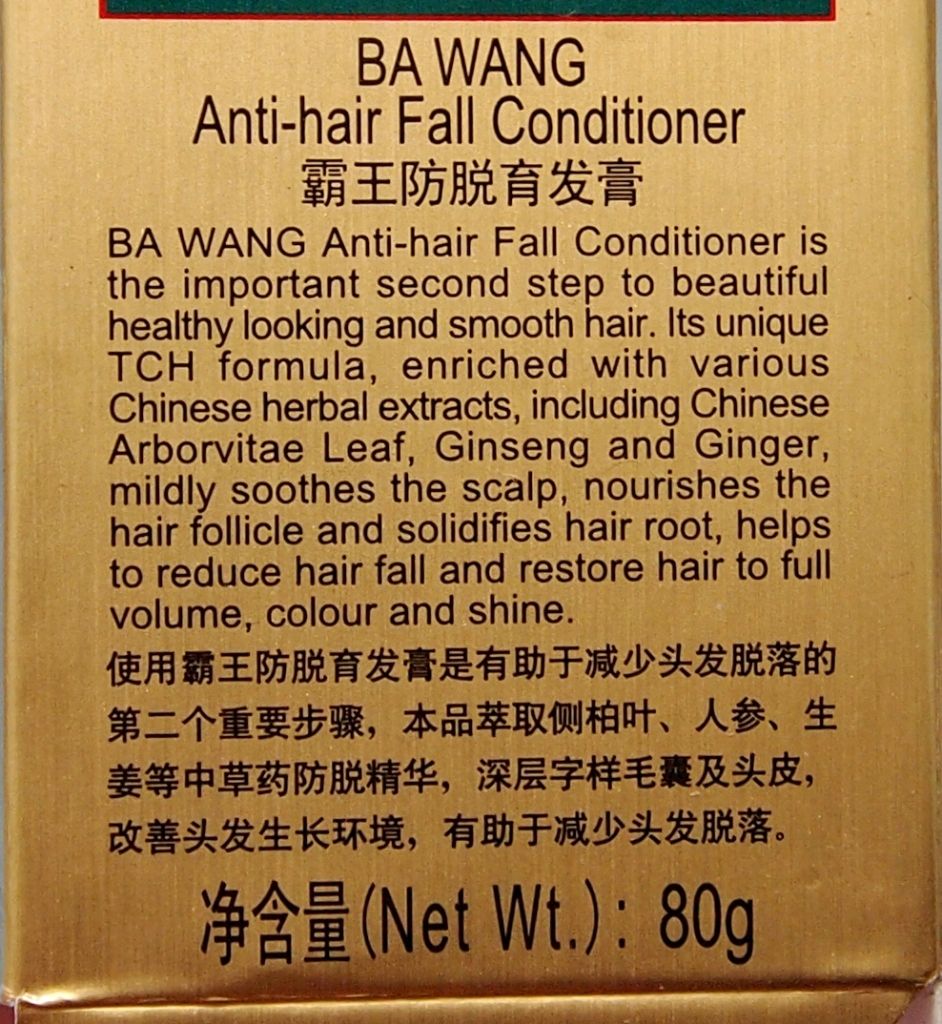 BA WANG
Anti-hair Fall Conditioner
霸王防脱育发膏
BA WANG Anti-hair Fall Conditioner is
the important second step to beautiful
healthy looking and smooth hair. Its unique
TCH formula, enriched with various
Chinese herbal extracts, including Chinese
Arborvitae Leaf, Ginseng and Ginger,
mildly soothes the scalp, nourishes the
hair follicle and solidifies hair root, helps
to reduce hair fall and restore hair to full
volume, colour and shine.
使用霸王防脱育发膏是有助于减少头发脱落的
第二个重要步骤，本品萃取侧柏叶、人参、生
姜等中草药防脱精华，深层字样毛囊及头皮，
改善头发生长环境，有助于减少头发脱落。
净含量(Net Wt.)：80g